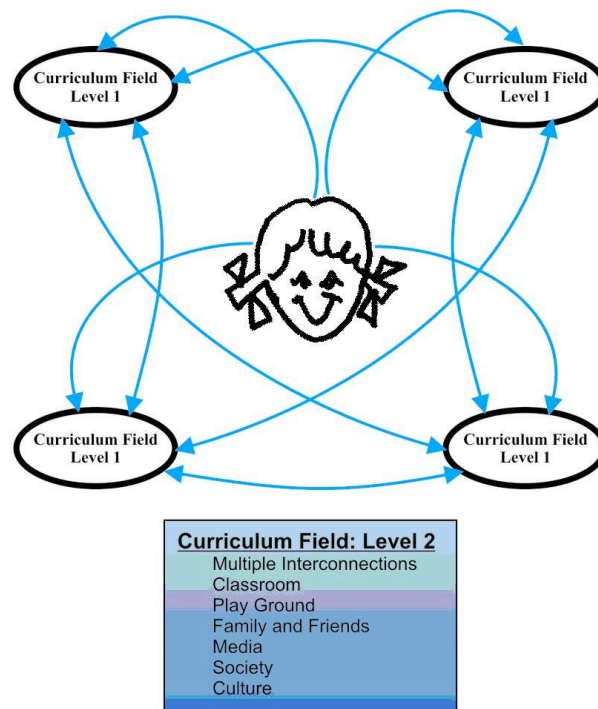 Curriculum Field
Level 1
Curriculum Field
Level 1
Curriculum Field
Level 1
Curriculum Field
Level 1
Curriculum Field: Level 2
Multiple Interconnections
Classroom
Play Ground
Family and Friends
Media
Society
Culture